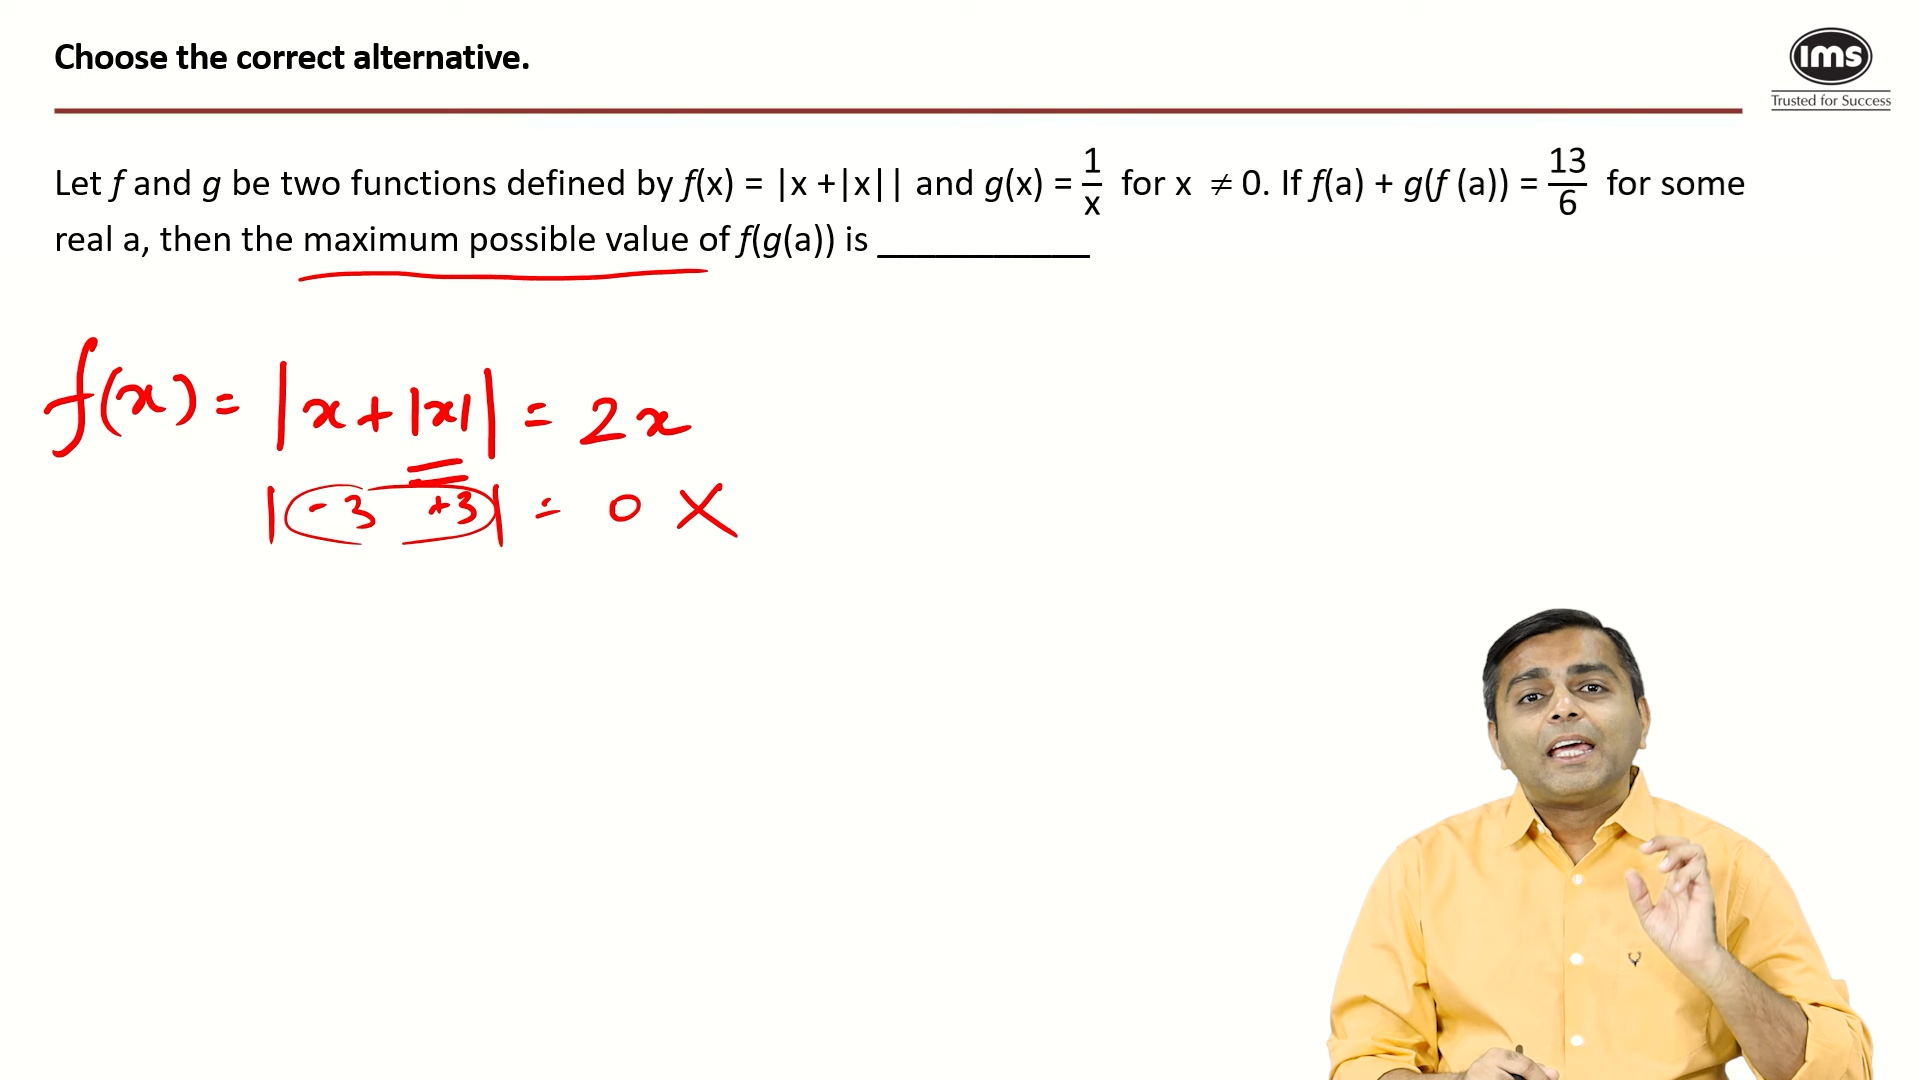 Choose the correct alternative.
ıms
Trusted for Success
Let f and g be two functions defined by f(x) = |x +|x|| and g(x) = 1/x for x ≠ 0. If f(a) + g(f (a)) = 13/6 for some
real a, then the maximum possible value of f(g(a)) is ___________
f(x) = |x + |x|| = 2x
|-3 +3| = 0 X